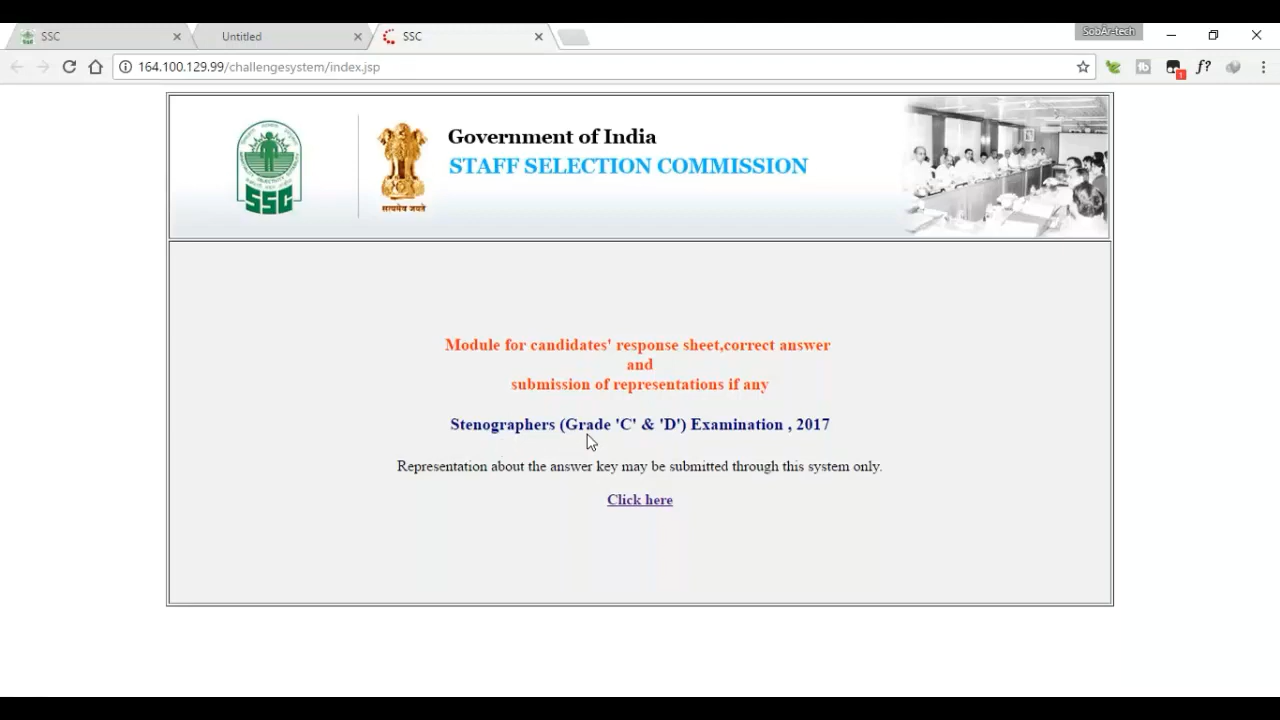 SSC
Untitled
SSC
SobAr-tech
164.100.129.99/challengesystem/index.jsp
1
f?
SSC
सत्यमेव जयते
Government of India
STAFF SELECTION COMMISSION
Module for candidates' response sheet,correct answer
and
submission of representations if any
Stenographers (Grade 'C' & 'D') Examination , 2017
Representation about the answer key may be submitted through this system only.
Click here